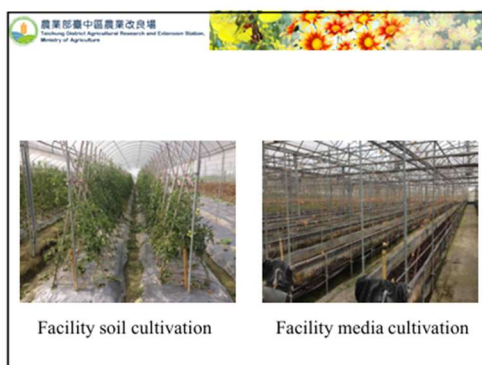 農業部臺中區農業改良場
Taichung District Agricultural Research and Extension Station,
Ministry of Agriculture
Facility soil cultivation
Facility media cultivation